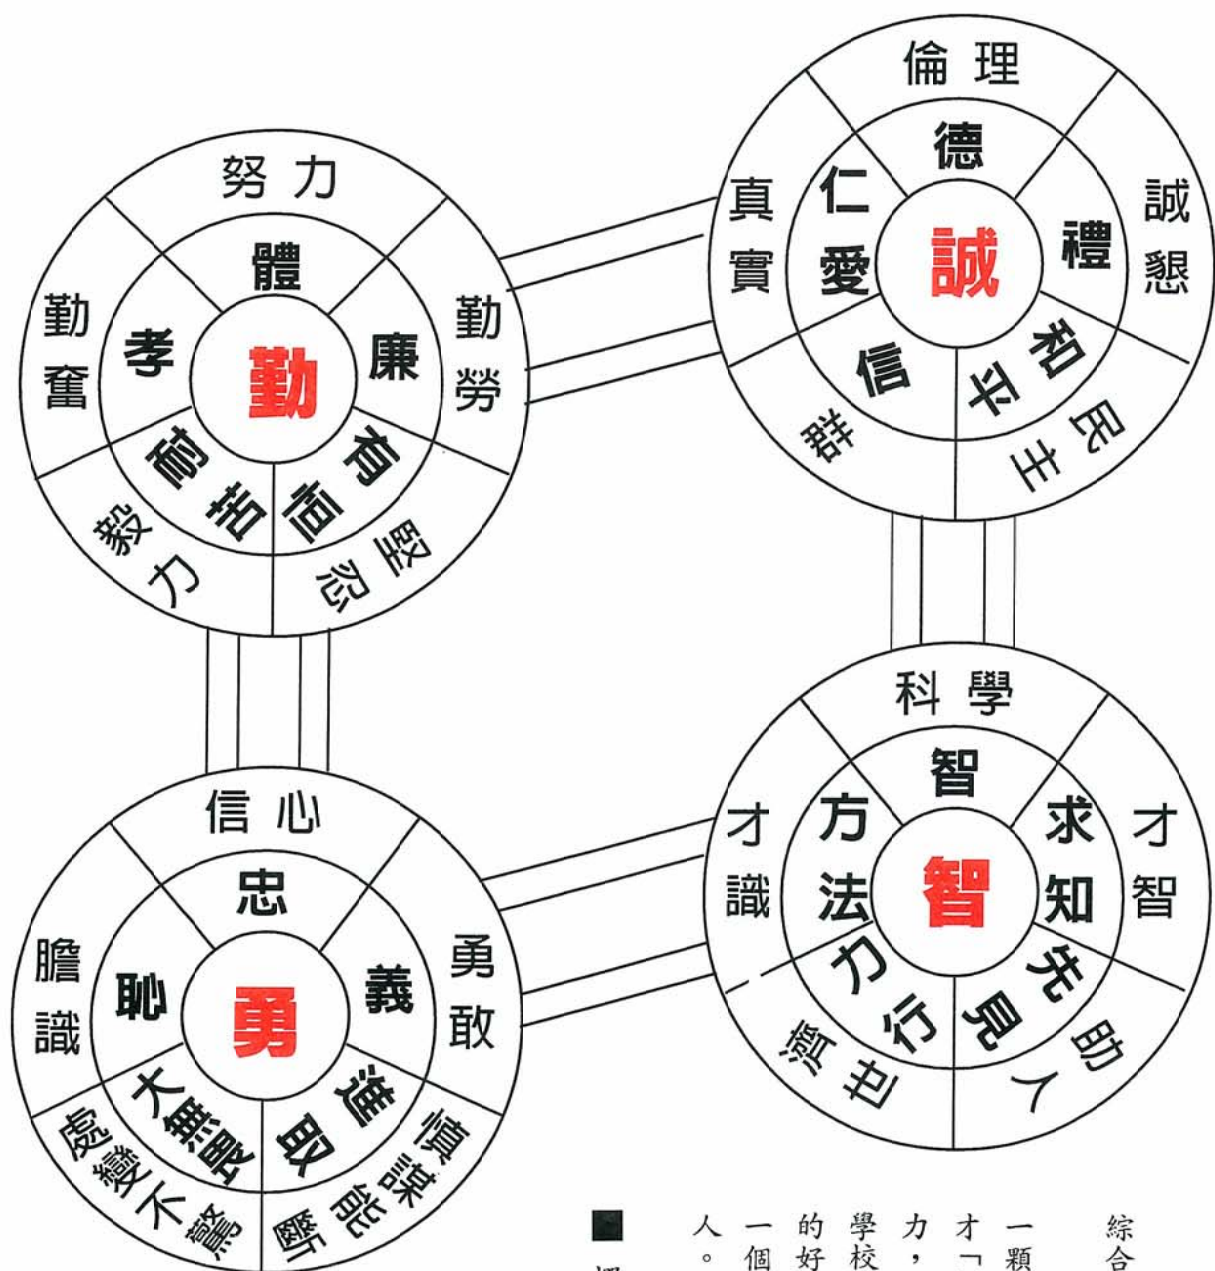 努力
勤奮
勤勞
毅力
堅忍
體
孝
廉
耐苦
有恆
勤
倫理
真實
誠懇
群
民主
德
仁愛
禮
信
和平
誠
信心
膽識
勇敢
處變不驚
慎謀能斷
忠
恥
義
大無畏
進取
勇
科學
才識
才智
濟世
助人
智
方法
求知
力行
先見
智
綜合
一顆
才「
力，
學校
的好
一個
人。
■